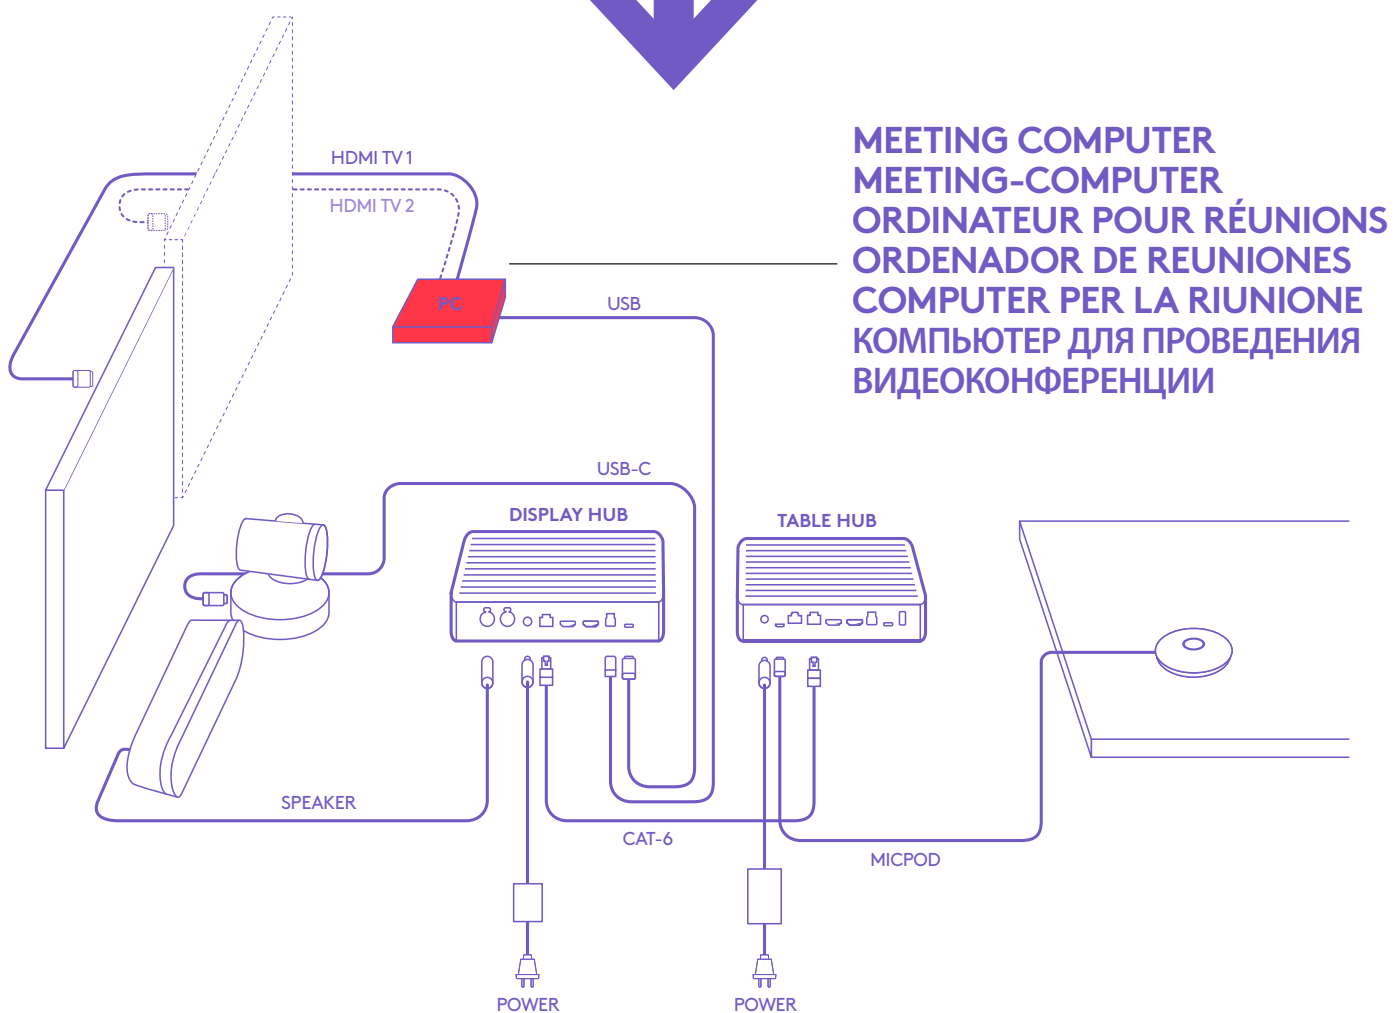 HDMI TV 1
HDMI TV 2
MEETING COMPUTER
MEETING-COMPUTER
ORDINATEUR POUR RÉUNIONS
ORDENADOR DE REUNIONES
COMPUTER PER LA RIUNIONE
КОМПЬЮТЕР ДЛЯ ПРОВЕДЕНИЯ
ВИДЕОКОНФЕРЕНЦИИ
PC
USB
USB-C
DISPLAY HUB
TABLE HUB
SPEAKER
CAT-6
MICPOD
POWER
POWER